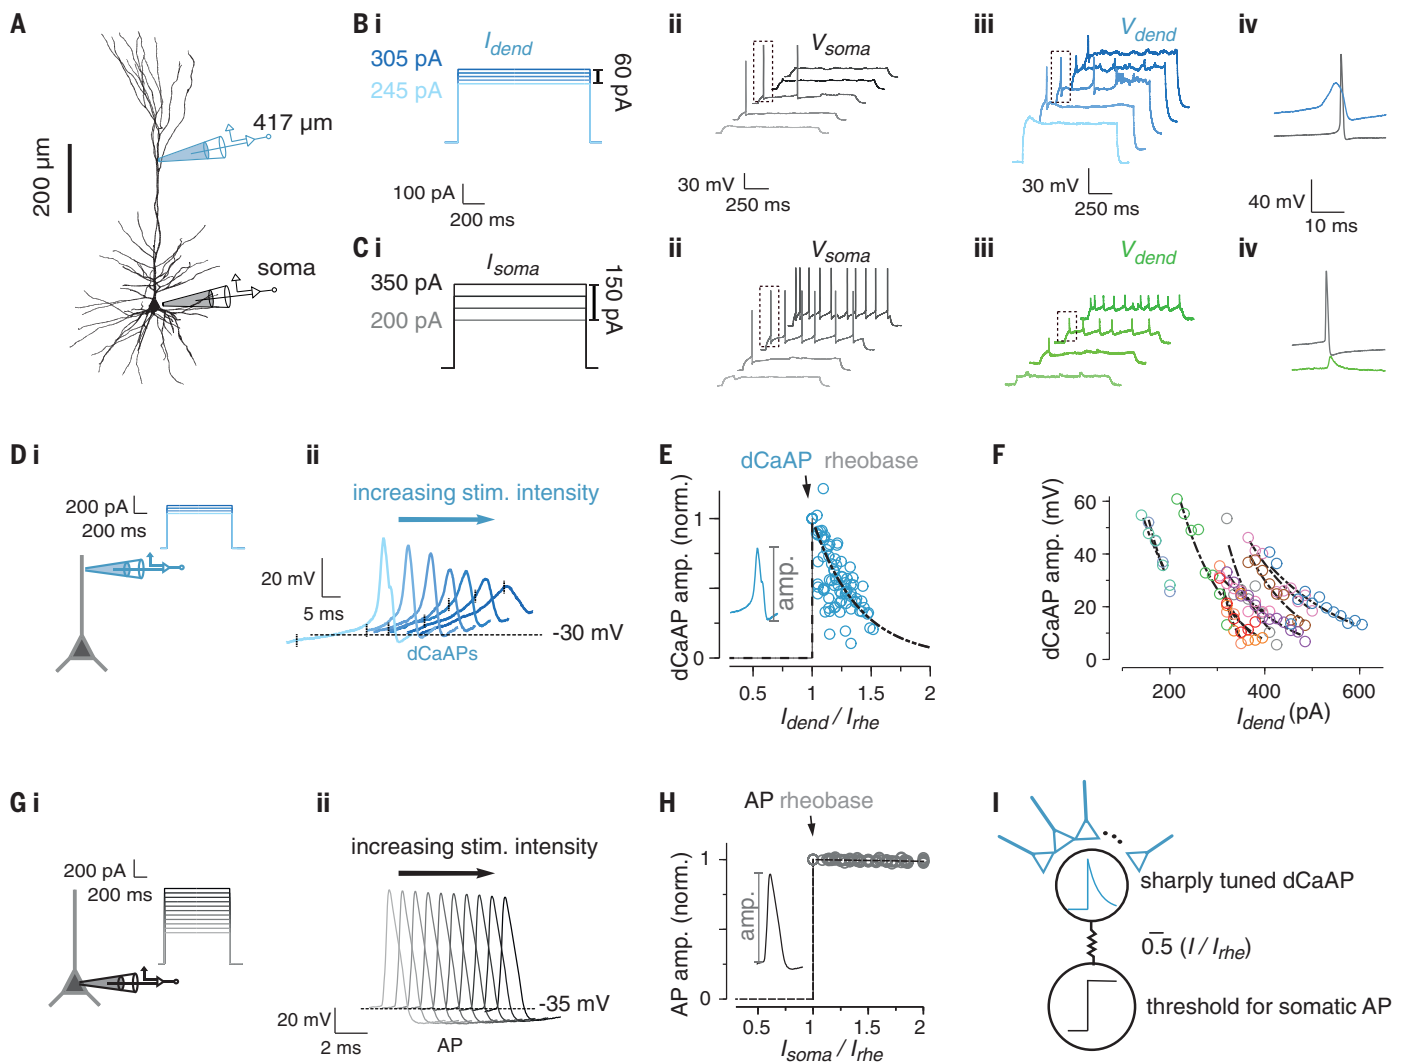 A
200 µm
417 µm
soma
B i
I_dend
305 pA
245 pA
60 pA
100 pA
200 ms
ii
V_soma
30 mV
250 ms
iii
V_dend
30 mV
250 ms
iv
40 mV
10 ms
C i
I_soma
350 pA
200 pA
150 pA
ii
V_soma
iii
V_dend
iv
D i
200 pA
200 ms
ii
increasing stim. intensity
20 mV
5 ms
-30 mV
dCaAPs
E
dCaAP rheobase
dCaAP amp. (norm.)
1
0
amp.
0.5 1 1.5 2
I_dend / I_rhe
F
dCaAP amp. (mV)
60
40
20
0
200 400 600
I_dend (pA)
G i
200 pA
200 ms
ii
increasing stim. intensity
-35 mV
20 mV
2 ms
AP
H
AP rheobase
AP amp. (norm.)
1
0
amp.
0.5 1 1.5 2
I_soma / I_rhe
I
sharply tuned dCaAP
0.5 (I / I_rhe)
1
threshold for somatic AP